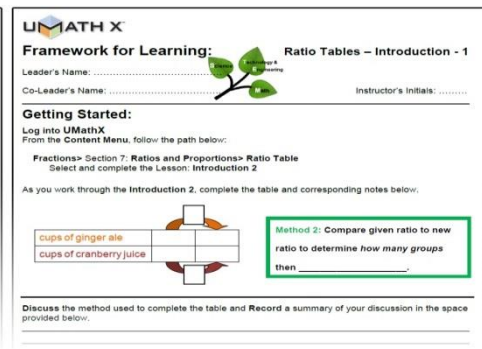 UMATH X
Framework for Learning:
Ratio Tables – Introduction - 1
Science
Technology &
Engineering
Math
Leader's Name: ....................................
Co-Leader's Name: ....................................
Instructor's Initials: .........
Getting Started:
Log into UMathX
From the Content Menu, follow the path below:
Fractions> Section 7: Ratios and Proportions> Ratio Table
Select and complete the Lesson: Introduction 2
As you work through the Introduction 2, complete the table and corresponding notes below.
cups of ginger ale
cups of cranberry juice
Method 2: Compare given ratio to new
ratio to determine how many groups
then ____________________.
Discuss the method used to complete the table and Record a summary of your discussion in the space
provided below.